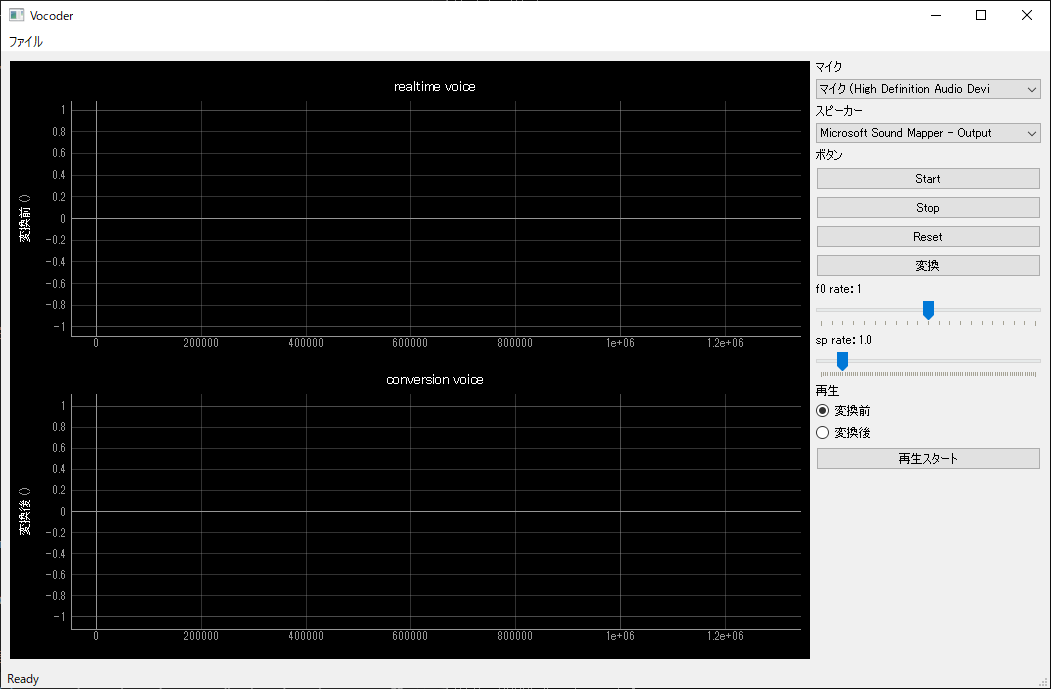 Vocoder
ファイル
realtime voice
1
0.8
0.6
0.4
0.2
0
-0.2
-0.4
-0.6
-0.8
-1
変換前 ()
0 200000 400000 600000 800000 1e+06 1.2e+06
conversion voice
1
0.8
0.6
0.4
0.2
0
-0.2
-0.4
-0.6
-0.8
-1
変換後 ()
0 200000 400000 600000 800000 1e+06 1.2e+06
マイク
マイク (High Definition Audio Devi
スピーカー
Microsoft Sound Mapper - Output
ボタン
Start
Stop
Reset
変換
f0 rate: 1
sp rate: 1.0
再生
変換前
変換後
再生スタート
Ready